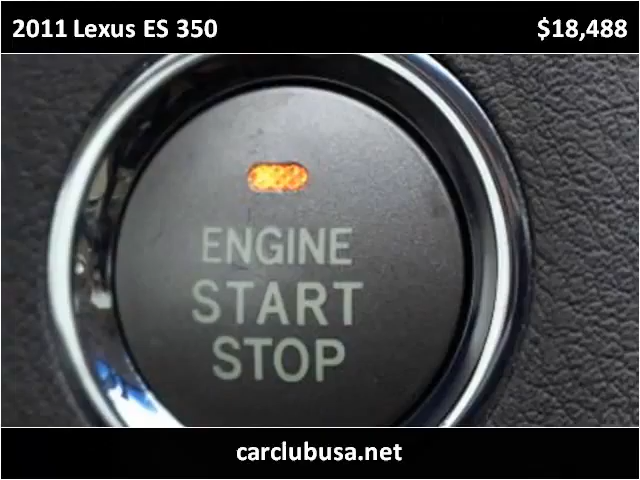 2011 Lexus ES 350 $18,488
ENGINE
START
STOP
carclubusa.net